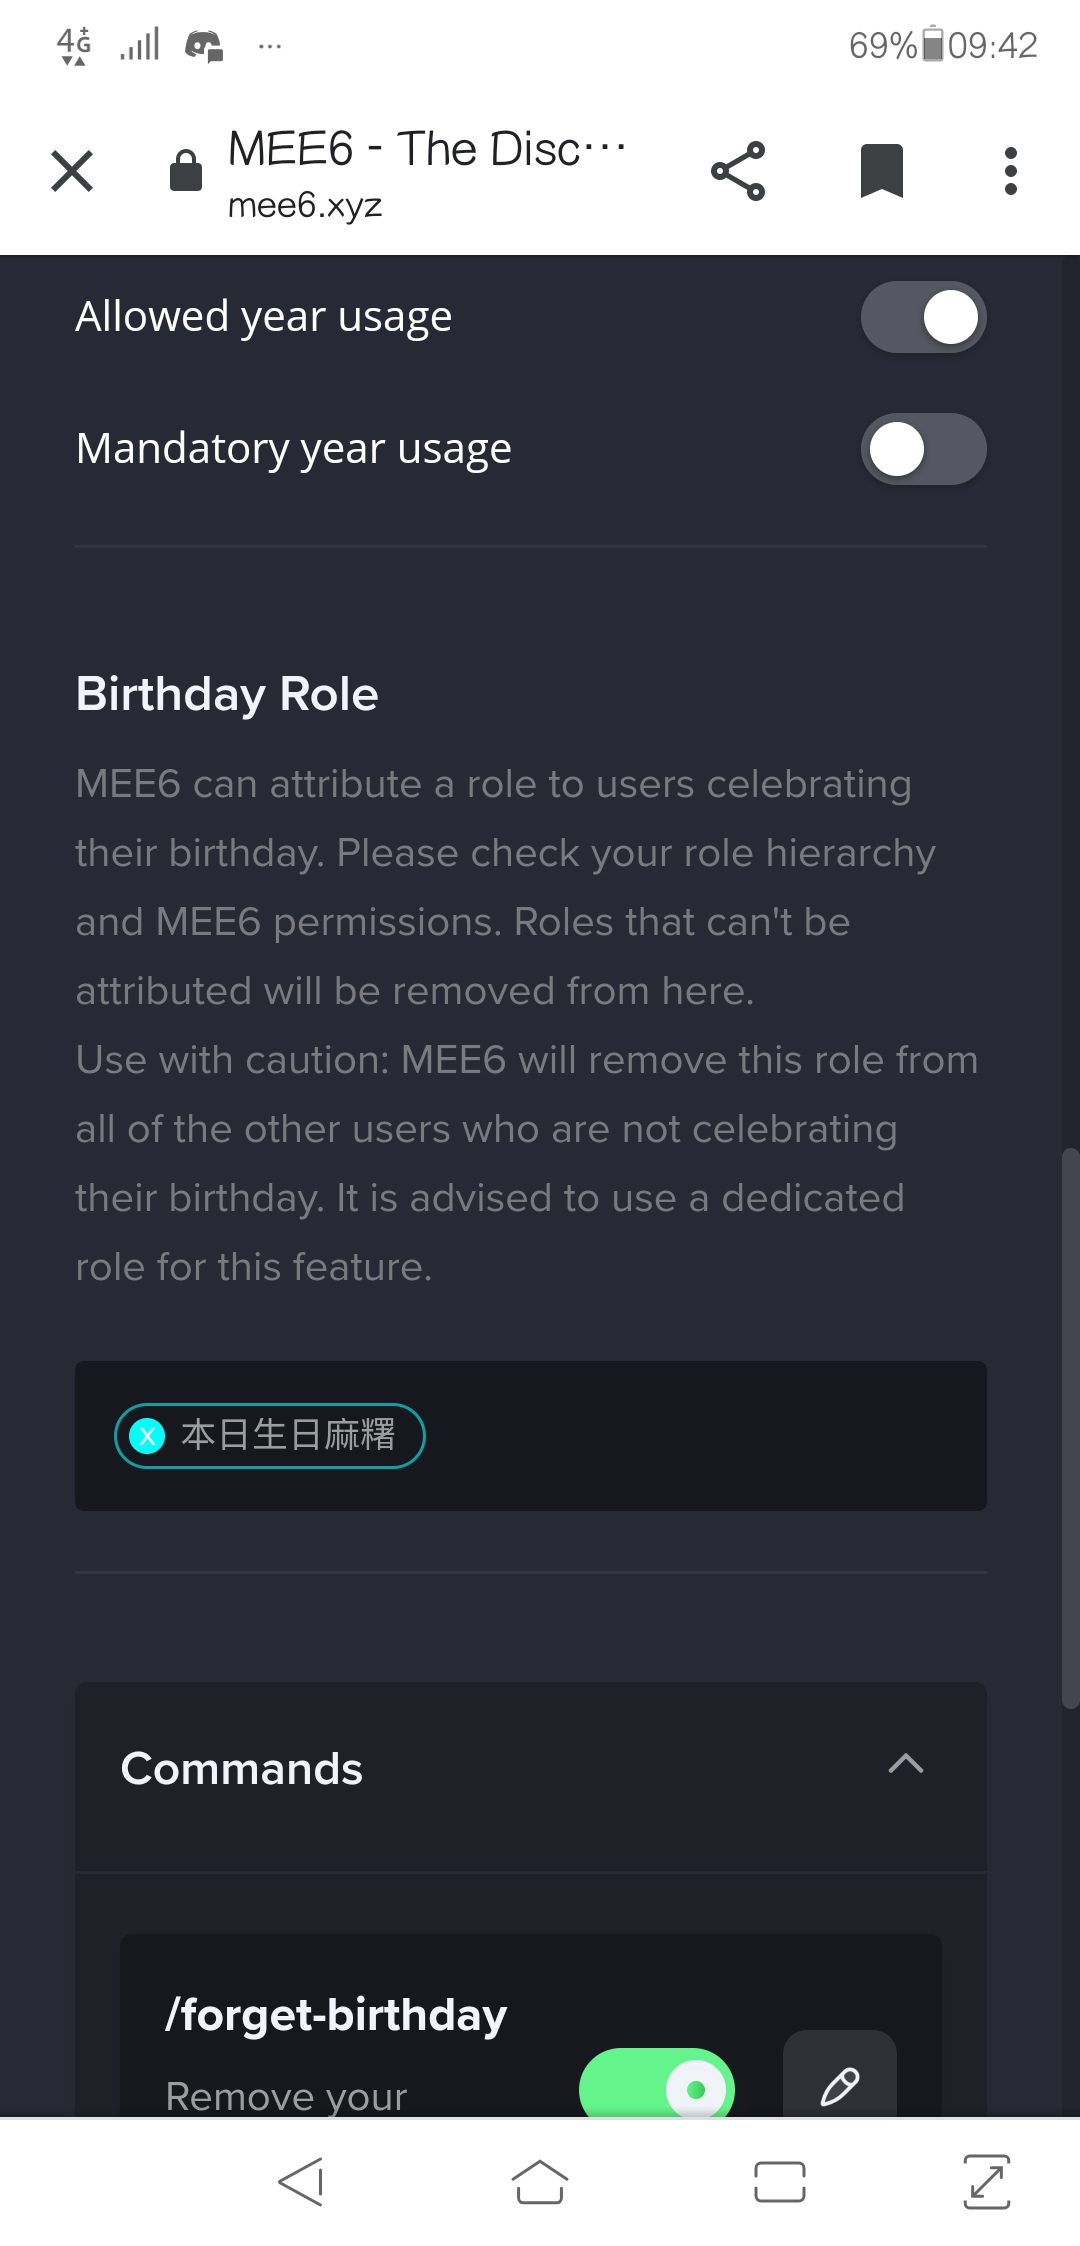 4G+
69% 09:42
MEE6 - The Disc···
mee6.xyz
Allowed year usage
Mandatory year usage
Birthday Role
MEE6 can attribute a role to users celebrating
their birthday. Please check your role hierarchy
and MEE6 permissions. Roles that can't be
attributed will be removed from here.
Use with caution: MEE6 will remove this role from
all of the other users who are not celebrating
their birthday. It is advised to use a dedicated
role for this feature.
X 本日生日麻糬
Commands
/forget-birthday
Remove your